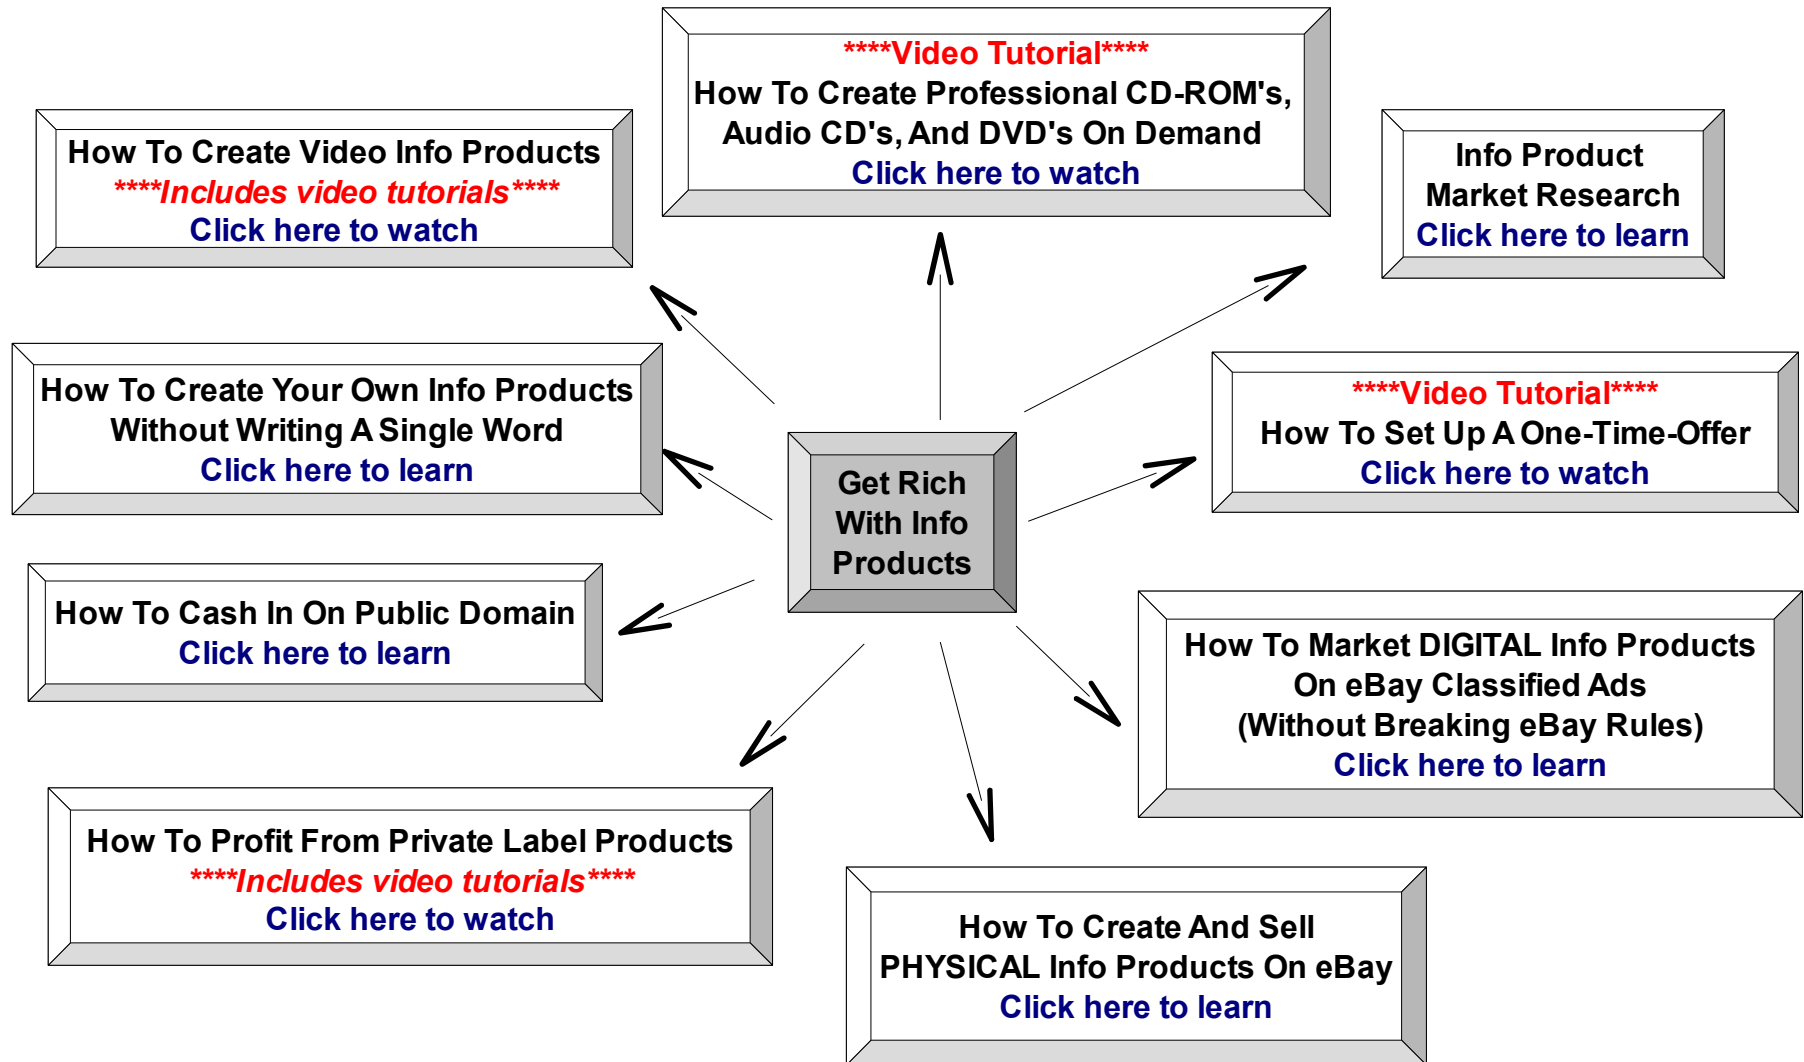 ****Video Tutorial****
How To Create Professional CD-ROM's,
Audio CD's, And DVD's On Demand
Click here to watch
How To Create Video Info Products
****Includes video tutorials****
Click here to watch
Info Product
Market Research
Click here to learn
How To Create Your Own Info Products
Without Writing A Single Word
Click here to learn
****Video Tutorial****
How To Set Up A One-Time-Offer
Click here to watch
Get Rich
With Info
Products
How To Cash In On Public Domain
Click here to learn
How To Market DIGITAL Info Products
On eBay Classified Ads
(Without Breaking eBay Rules)
Click here to learn
How To Profit From Private Label Products
****Includes video tutorials****
Click here to watch
How To Create And Sell
PHYSICAL Info Products On eBay
Click here to learn